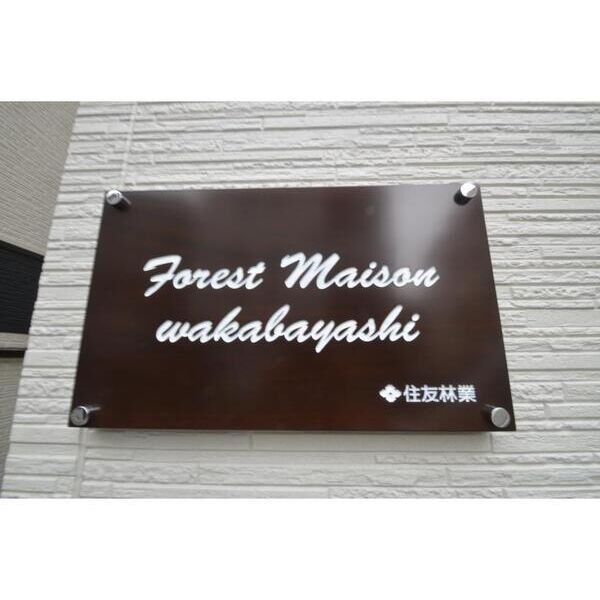 Forest Maison
wakabayashi
住友林業